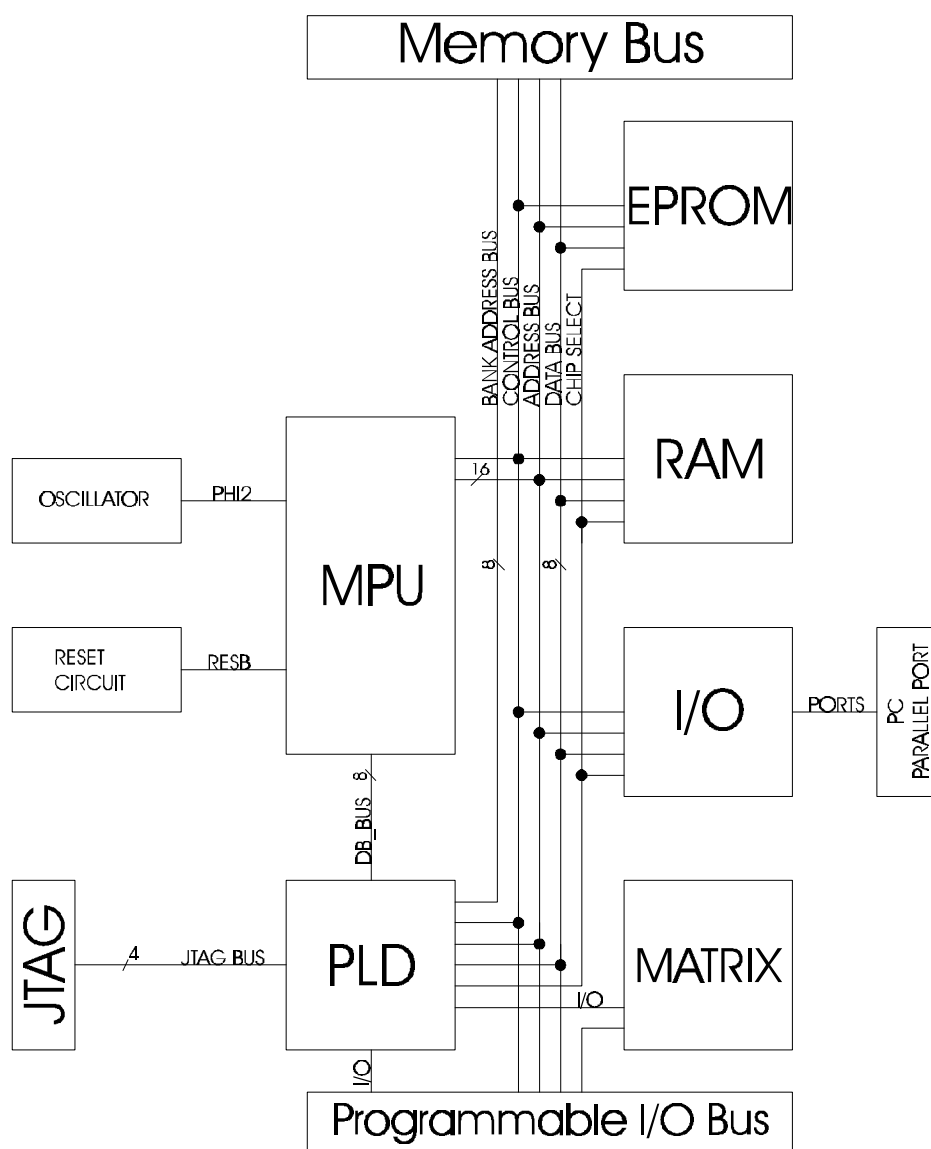 Memory Bus
EPROM
BANK ADDRESS BUS
CONTROL BUS
ADDRESS BUS
DATA BUS
CHIP SELECT
RAM
16
OSCILLATOR
PHI2
MPU
8
8
RESET
CIRCUIT
RESB
I/O
PORTS
PC
PARALLEL PORT
8
DB_BUS
JTAG
4
JTAG BUS
PLD
MATRIX
I/O
I/O
Programmable I/O Bus